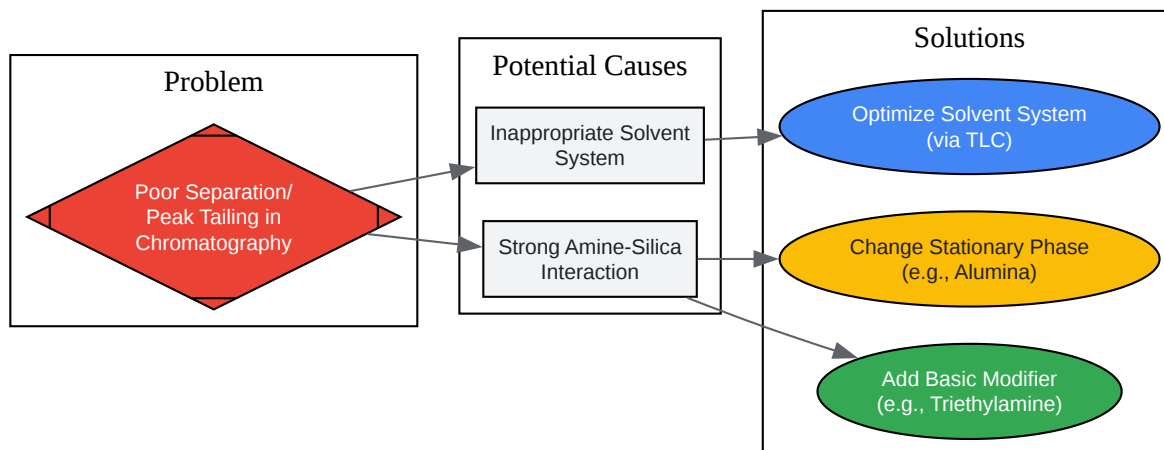 Problem
Poor Separation/
Peak Tailing in
Chromatography
Potential Causes
Inappropriate Solvent
System
Strong Amine-Silica
Interaction
Solutions
Optimize Solvent System
(via TLC)
Change Stationary Phase
(e.g., Alumina)
Add Basic Modifier
(e.g., Triethylamine)